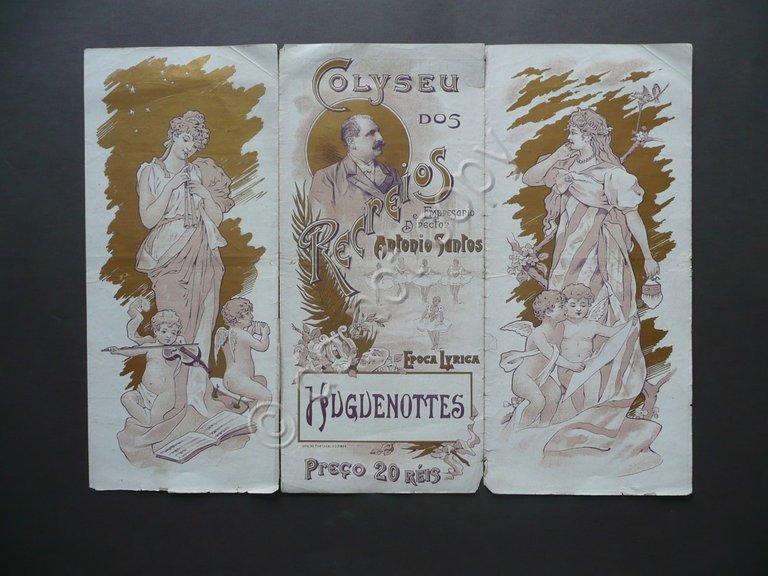 COLYSEU
DOS
RECREIOS
EMPRESARIO
E DIRECTOR
ANTONIO SANTOS
EPOCA LYRICA
HUGUENOTTES
PREÇO 20 RÉIS